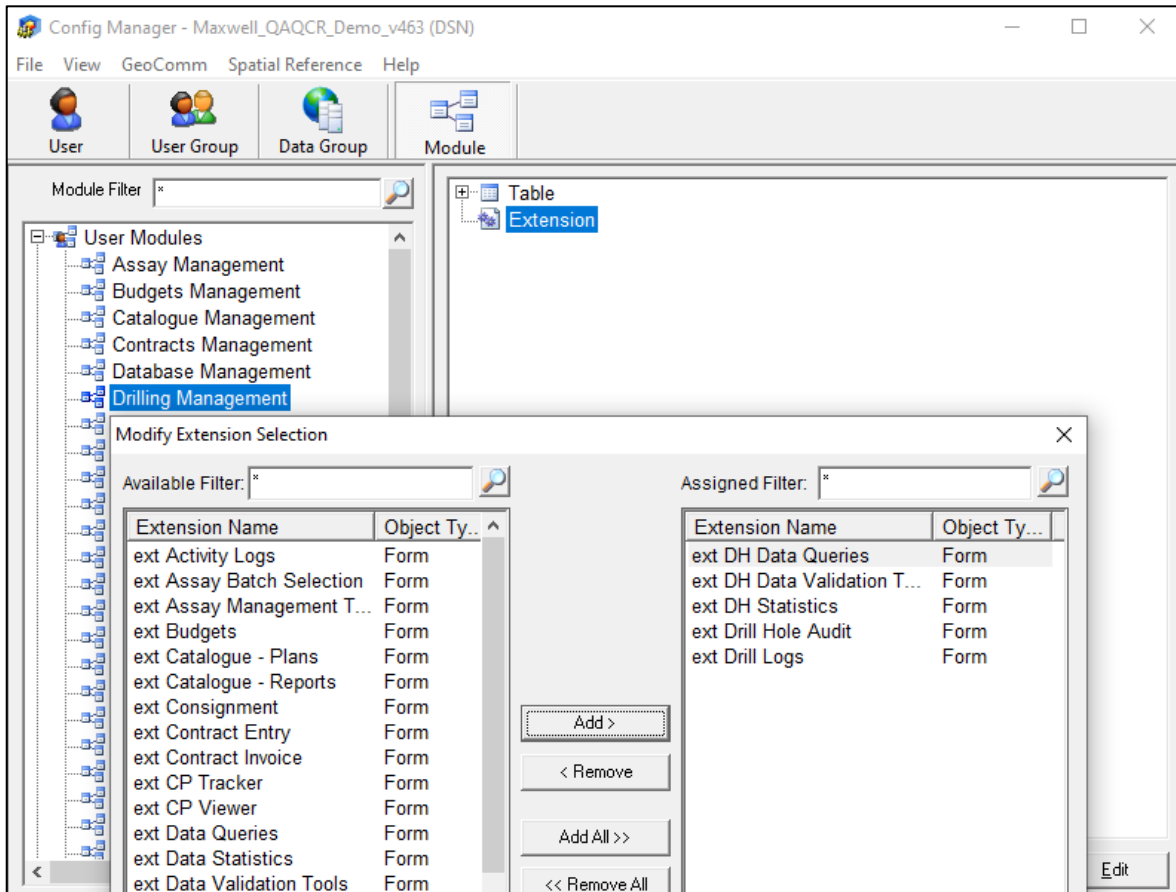 Config Manager - Maxwell_QAQCR_Demo_v463 (DSN)
File View GeoComm Spatial Reference Help
User User Group Data Group Module
Module Filter *
User Modules
Assay Management
Budgets Management
Catalogue Management
Contracts Management
Database Management
Drilling Management
Table
Extension
Modify Extension Selection
Available Filter: *
Extension Name Object Ty...
ext Activity Logs Form
ext Assay Batch Selection Form
ext Assay Management T... Form
ext Budgets Form
ext Catalogue - Plans Form
ext Catalogue - Reports Form
ext Consignment Form
ext Contract Entry Form
ext Contract Invoice Form
ext CP Tracker Form
ext CP Viewer Form
ext Data Queries Form
ext Data Statistics Form
ext Data Validation Tools Form
Add >
< Remove
Add All >>
<< Remove All
Assigned Filter: *
Extension Name Object Ty...
ext DH Data Queries Form
ext DH Data Validation T... Form
ext DH Statistics Form
ext Drill Hole Audit Form
ext Drill Logs Form
Edit